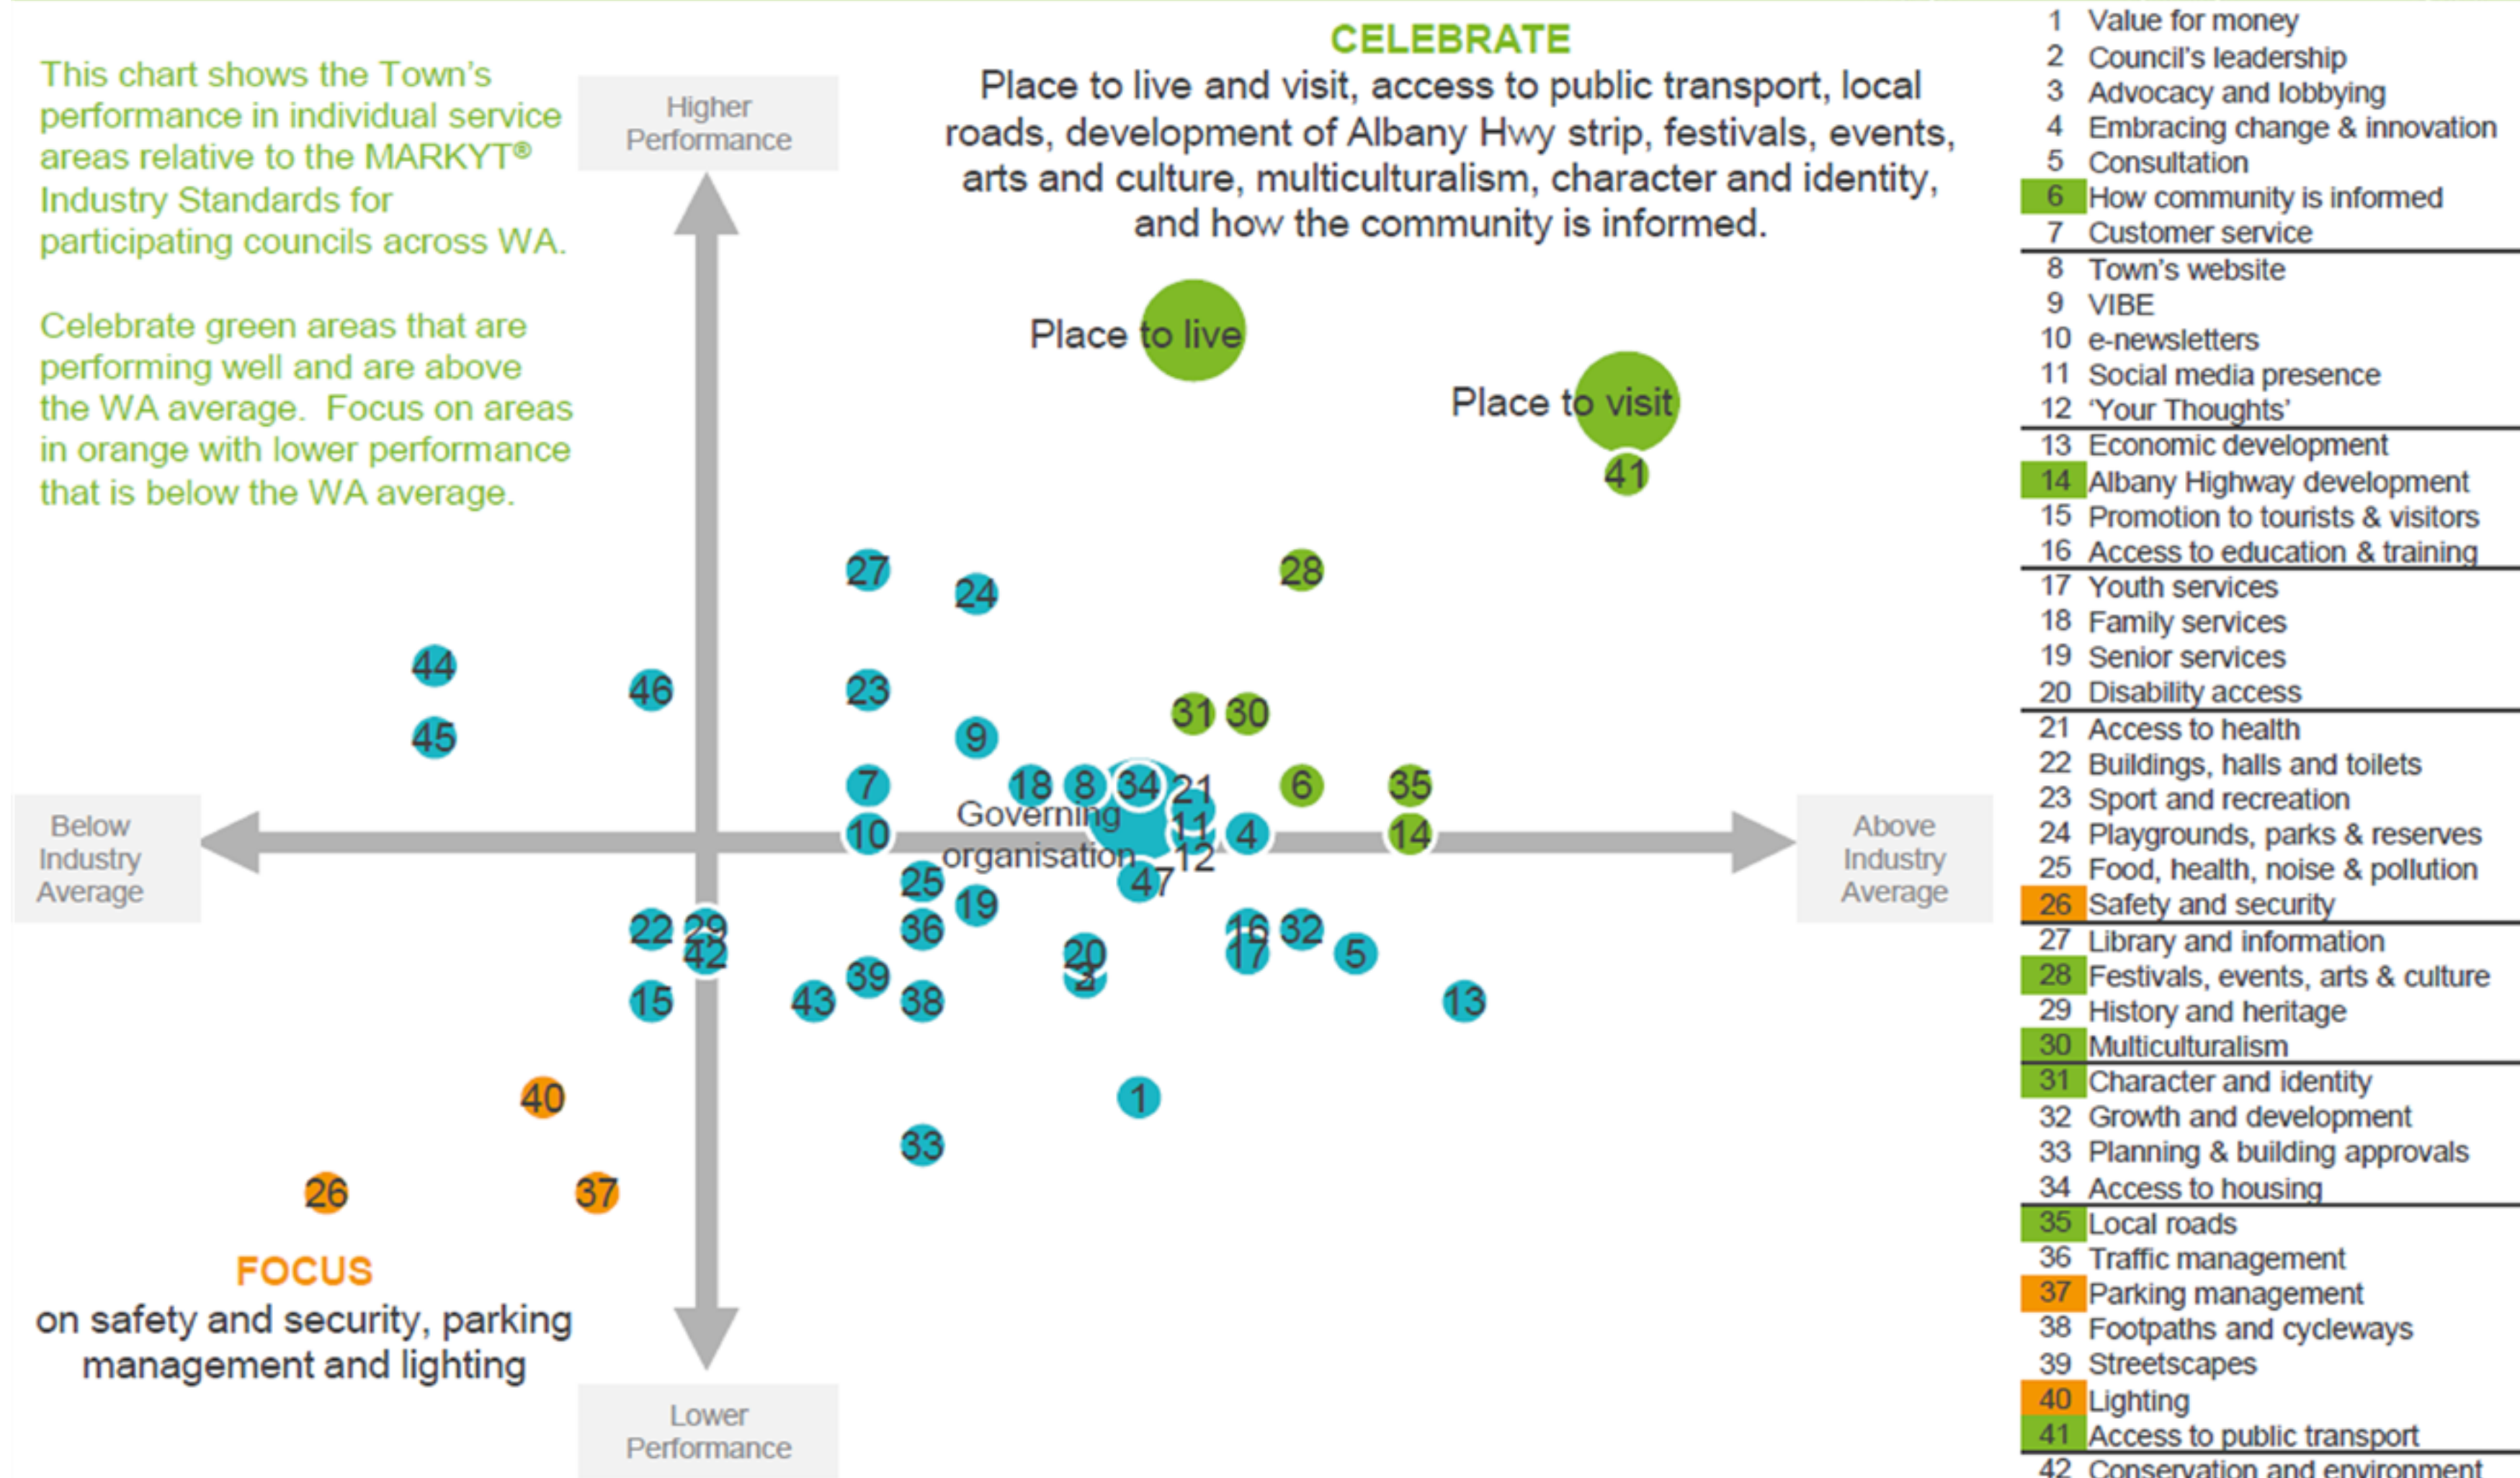 This chart shows the Town's
performance in individual service
areas relative to the MARKYT®
Industry Standards for
participating councils across WA.
Celebrate green areas that are
performing well and are above
the WA average. Focus on areas
in orange with lower performance
that is below the WA average.
Higher
Performance
CELEBRATE
Place to live and visit, access to public transport, local
roads, development of Albany Hwy strip, festivals, events,
arts and culture, multiculturalism, character and identity,
and how the community is informed.
Place to live
Place to visit
41
27
24
28
44
46
23
31
30
45
9
7
18
8
34
21
6
35
Governing
organisation
10
11
4
14
12
25
47
19
22
29
36
16
32
42
20
17
5
39
15
43
38
13
40
1
33
26
37
Below
Industry
Average
Above
Industry
Average
FOCUS
on safety and security, parking
management and lighting
Lower
Performance
1 Value for money
2 Council's leadership
3 Advocacy and lobbying
4 Embracing change & innovation
5 Consultation
6 How community is informed
7 Customer service
8 Town's website
9 VIBE
10 e-newsletters
11 Social media presence
12 'Your Thoughts'
13 Economic development
14 Albany Highway development
15 Promotion to tourists & visitors
16 Access to education & training
17 Youth services
18 Family services
19 Senior services
20 Disability access
21 Access to health
22 Buildings, halls and toilets
23 Sport and recreation
24 Playgrounds, parks & reserves
25 Food, health, noise & pollution
26 Safety and security
27 Library and information
28 Festivals, events, arts & culture
29 History and heritage
30 Multiculturalism
31 Character and identity
32 Growth and development
33 Planning & building approvals
34 Access to housing
35 Local roads
36 Traffic management
37 Parking management
38 Footpaths and cycleways
39 Streetscapes
40 Lighting
41 Access to public transport
42 Conservation and environment